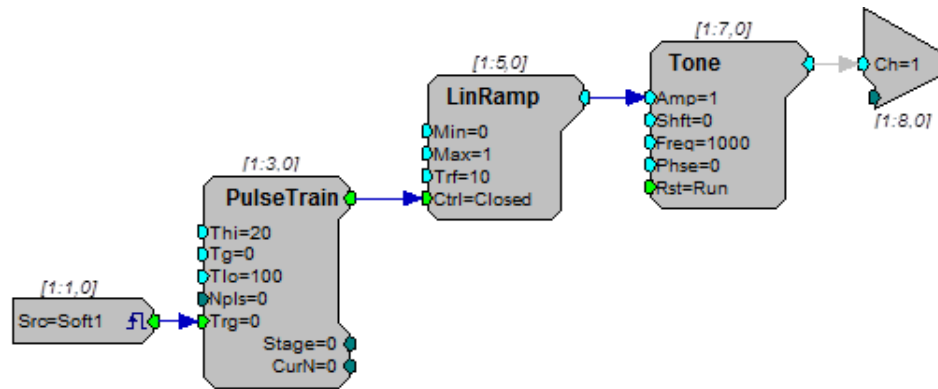 [1:1,0]
Src=Soft1
[1:3,0]
PulseTrain
Thi=20
Tg=0
Tlo=100
Npls=0
Trg=0
Stage=0
CurN=0
[1:5,0]
LinRamp
Min=0
Max=1
Trf=10
Ctrl=Closed
[1:7,0]
Tone
Amp=1
Shft=0
Freq=1000
Phse=0
Rst=Run
Ch=1
[1:8,0]